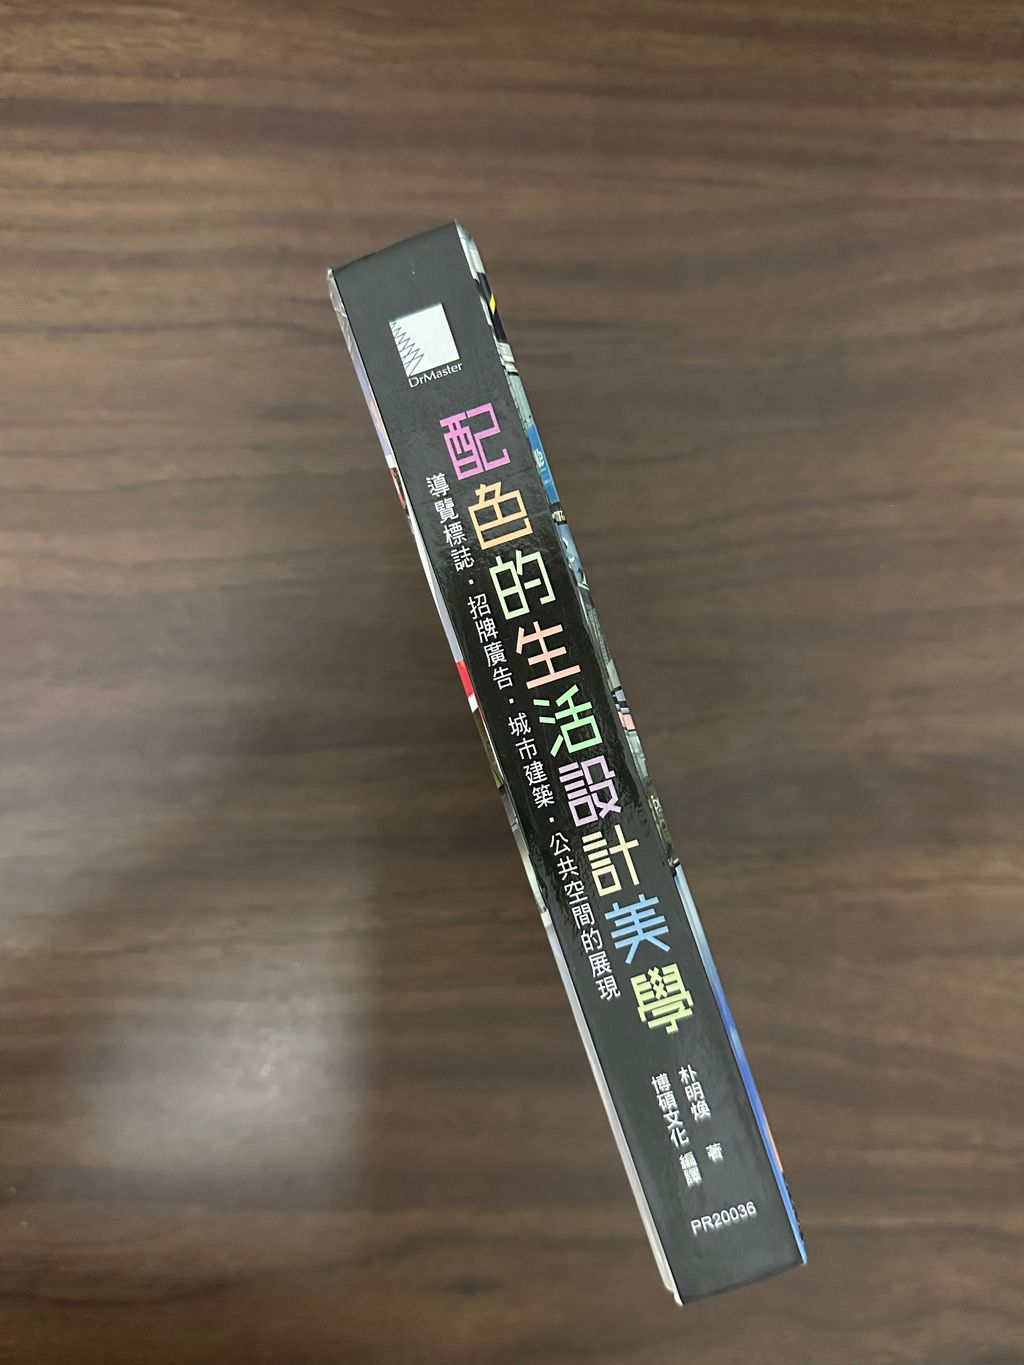 DrMaster
配色的生活設計美學
導覽標誌．招牌廣告．城市建築．公共空間的展現
朴明煥 著
博碩文化 編譯
PR20036